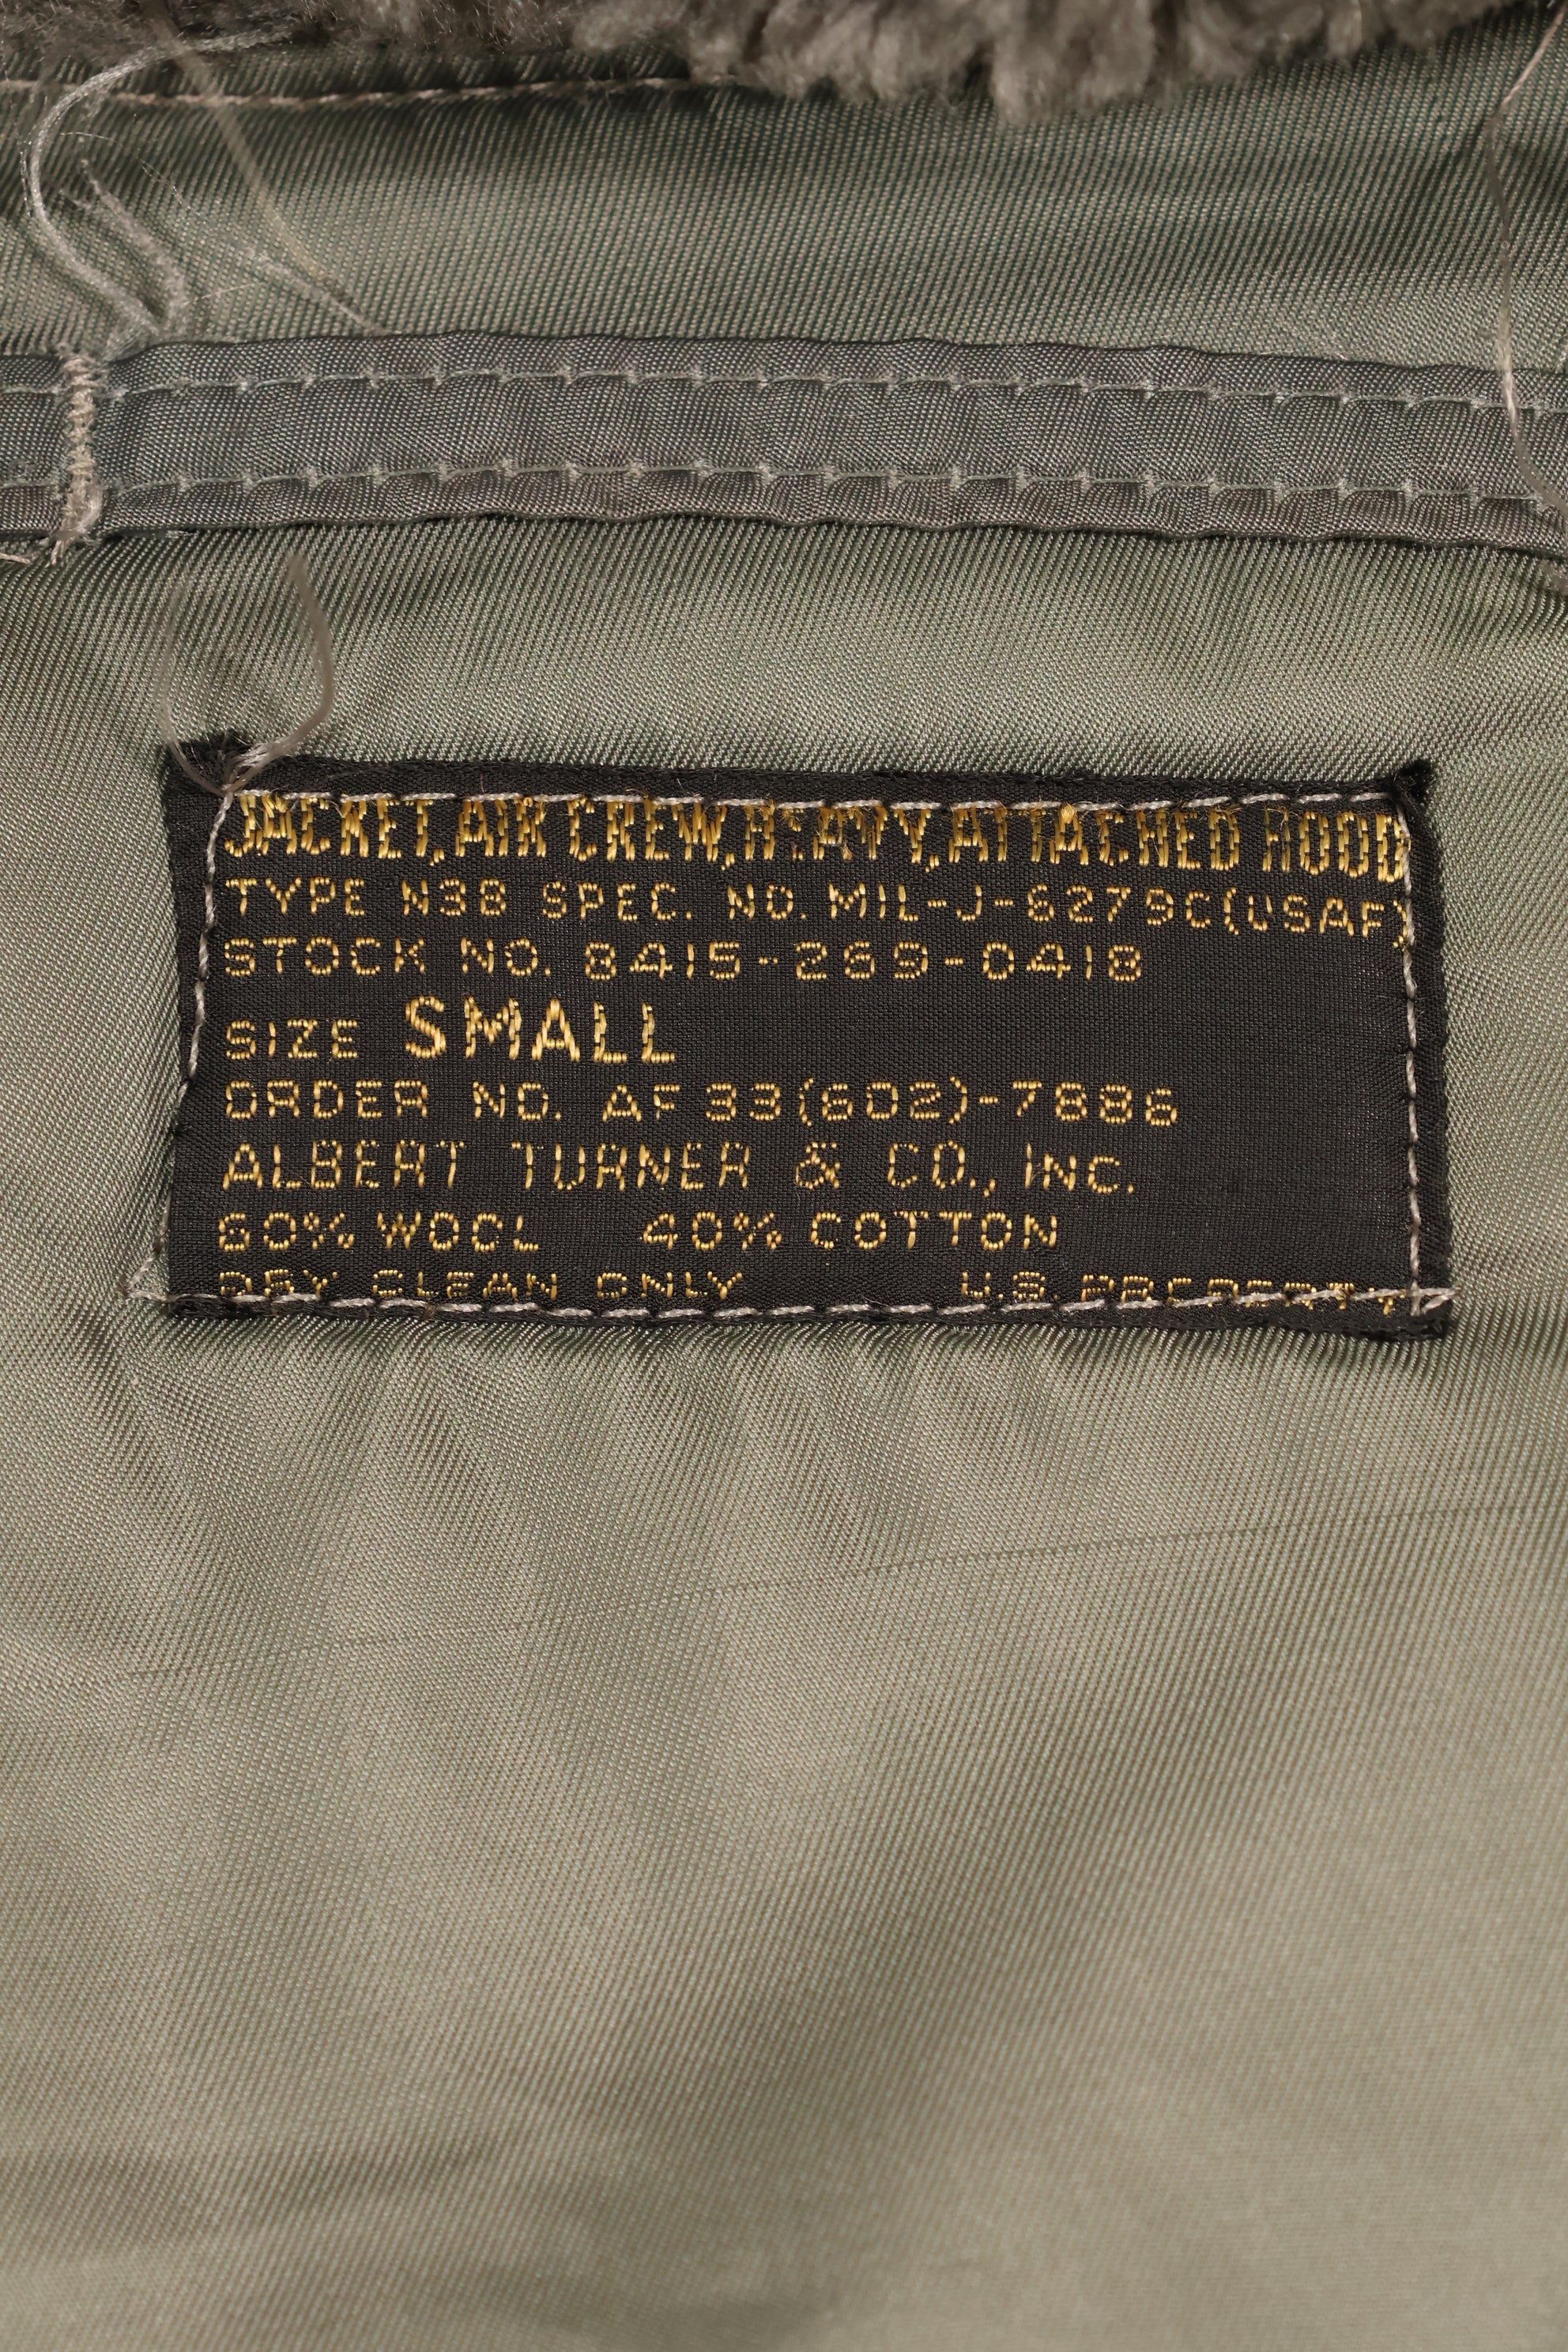 JACKET, AIR CREW, HEAVY, ATTACHED HOOD
TYPE N3B SPEC. NO. MIL-J-6279C(USAF)
STOCK NO. 8415-269-0418
SIZE SMALL
ORDER NO. AF 33(602)-7886
ALBERT TURNER & CO., INC.
60% WOOL 40% COTTON
DRY CLEAN ONLY U.S. PROPERTY